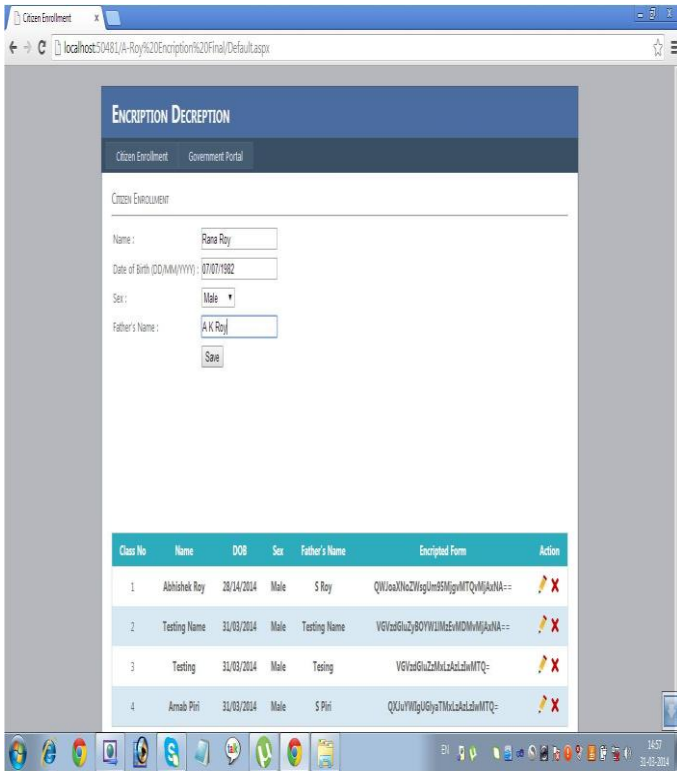 Citizen Enrollment x
localhost:50481/A-Roy%20Encription%20Final/Default.aspx
ENCRIPTION DECREPTION
Citizen Enrollment Government Portal
CITIZEN ENROLLMENT
Name : Rana Roy
Date of Birth (DD/MM/YYYY) : 07/07/1982
Sex : Male
Father's Name : A K Roy
Save
Class No Name DOB Sex Father's Name Encripted Form Action
1 Abhishek Roy 28/14/2014 Male S Roy QWJoaXNoZWsgUm95MjgvMTQvMjAxNA==
2 Testing Name 31/03/2014 Male Testing Name VGVzdGluZyBOYW1lMzEvMDMvMjAxNA==
3 Testing 31/03/2014 Male Tesing VGVzdGluZzMxLzAzLzIwMTQ=
4 Arnab Piri 31/03/2014 Male S Piri QXJuYWIgUGlyaTMxLzAzLzIwMTQ=
talk
EN 14:57
31-03-2014